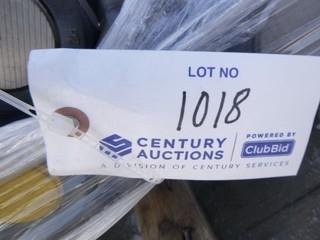 LOT NO
1018
CENTURY AUCTIONS
POWERED BY
ClubBid
A DIVISION OF CENTURY SERVICES